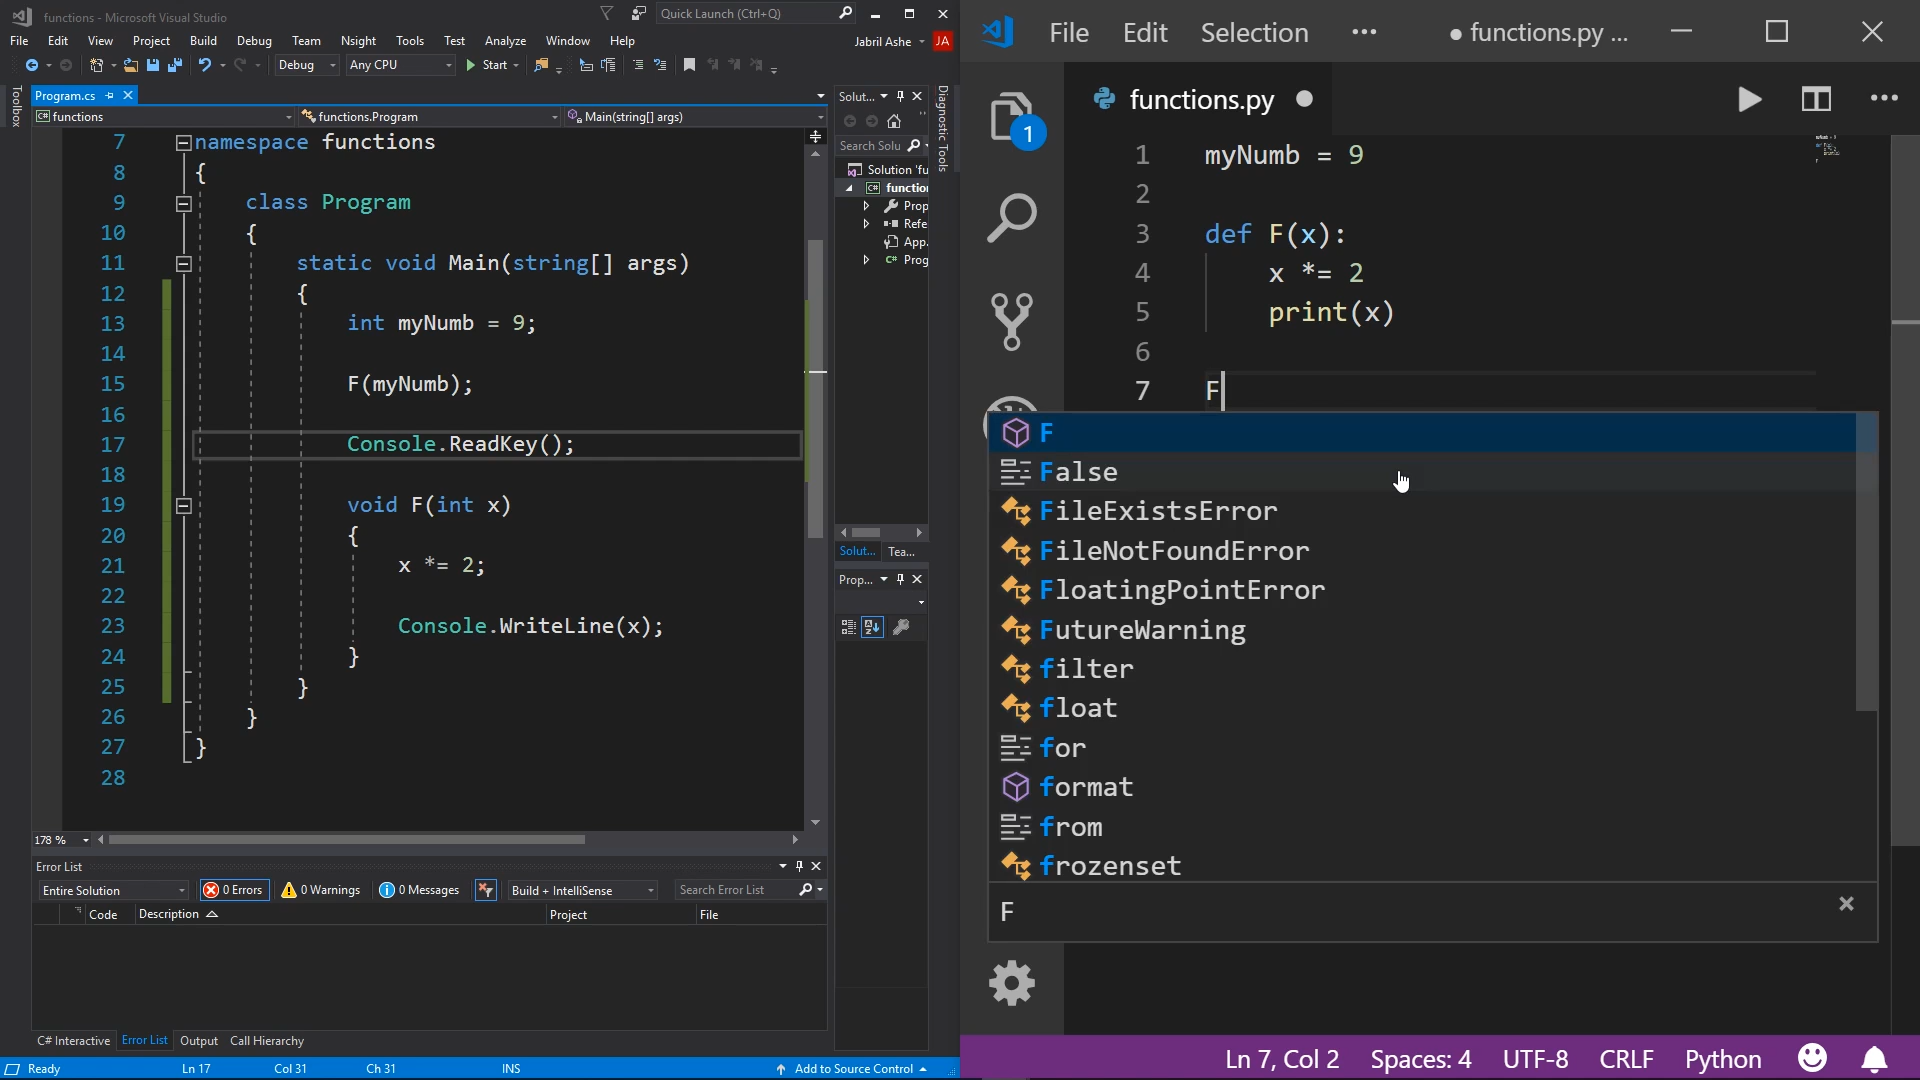 functions - Microsoft Visual Studio
Quick Launch (Ctrl+Q)
File Edit View Project Build Debug Team Nsight Tools Test Analyze Window Help
Jabril Ashe JA
Debug Any CPU Start
Toolbox
Program.cs
functions functions.Program Main(string[] args)
7 namespace functions
8 {
9 class Program
10 {
11 static void Main(string[] args)
12 {
13 int myNumb = 9;
14
15 F(myNumb);
16
17 Console.ReadKey();
18
19 void F(int x)
20 {
21 x *= 2;
22
23 Console.WriteLine(x);
24 }
25 }
26 }
27 }
28
178 %
Solut...
Search Solu
Solution 'fu
C# functio
Prop
Refe
App.
C# Prog
Solut... Tea...
Prop...
Diagnostic Tools
Error List
Entire Solution 0 Errors 0 Warnings 0 Messages Build + IntelliSense Search Error List
Code Description Project File
C# Interactive Error List Output Call Hierarchy
Ready Ln 17 Col 31 Ch 31 INS Add to Source Control
File Edit Selection ... ● functions.py ...
functions.py ●
1
1 myNumb = 9
2
3 def F(x):
4 x *= 2
5 print(x)
6
7 F
F
False
FileExistsError
FileNotFoundError
FloatingPointError
FutureWarning
filter
float
for
format
from
frozenset
F
Ln 7, Col 2 Spaces: 4 UTF-8 CRLF Python